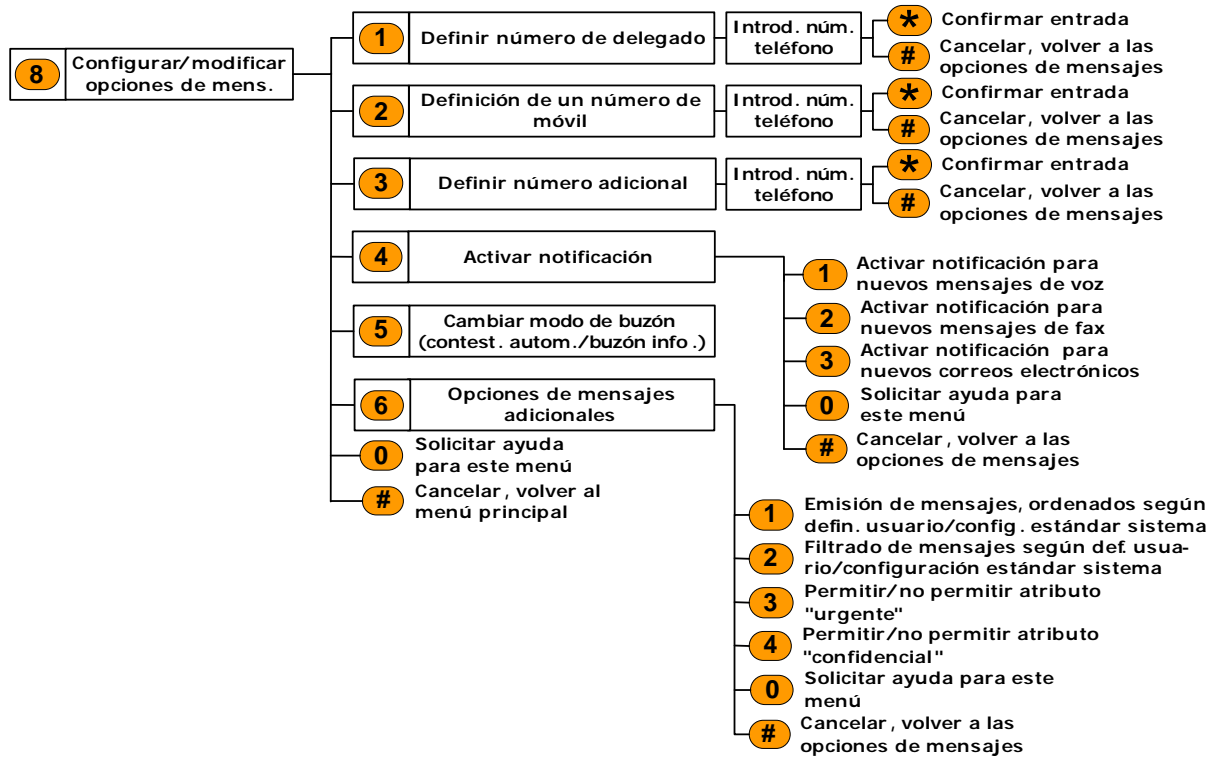 8
Configurar/modificar
opciones de mens.
1
Definir número de delegado
Introd. núm.
teléfono
*
Confirmar entrada
#
Cancelar, volver a las
opciones de mensajes
2
Definición de un número de
móvil
Introd. núm.
teléfono
*
Confirmar entrada
#
Cancelar, volver a las
opciones de mensajes
3
Definir número adicional
Introd. núm.
teléfono
*
Confirmar entrada
#
Cancelar, volver a las
opciones de mensajes
4
Activar notificación
1
Activar notificación para
nuevos mensajes de voz
2
Activar notificación para
nuevos mensajes de fax
3
Activar notificación para
nuevos correos electrónicos
0
Solicitar ayuda para
este menú
#
Cancelar, volver a las
opciones de mensajes
5
Cambiar modo de buzón
(contest. autom./buzón info.)
6
Opciones de mensajes
adicionales
1
Emisión de mensajes, ordenados según
defin. usuario/config. estándar sistema
2
Filtrado de mensajes según def. usua-
rio/configuración estándar sistema
3
Permitir/no permitir atributo
"urgente"
4
Permitir/no permitir atributo
"confidencial"
0
Solicitar ayuda para este
menú
#
Cancelar, volver a las
opciones de mensajes
0
Solicitar ayuda
para este menú
#
Cancelar, volver al
menú principal